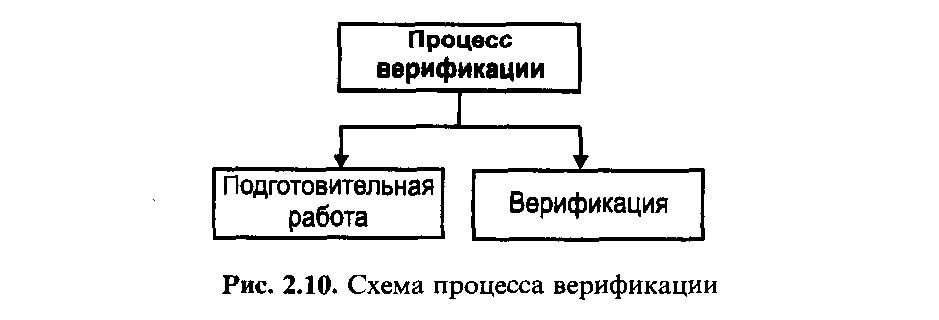 Процесс
верификации
Подготовительная
работа
Верификация
Рис. 2.10. Схема процесса верификации